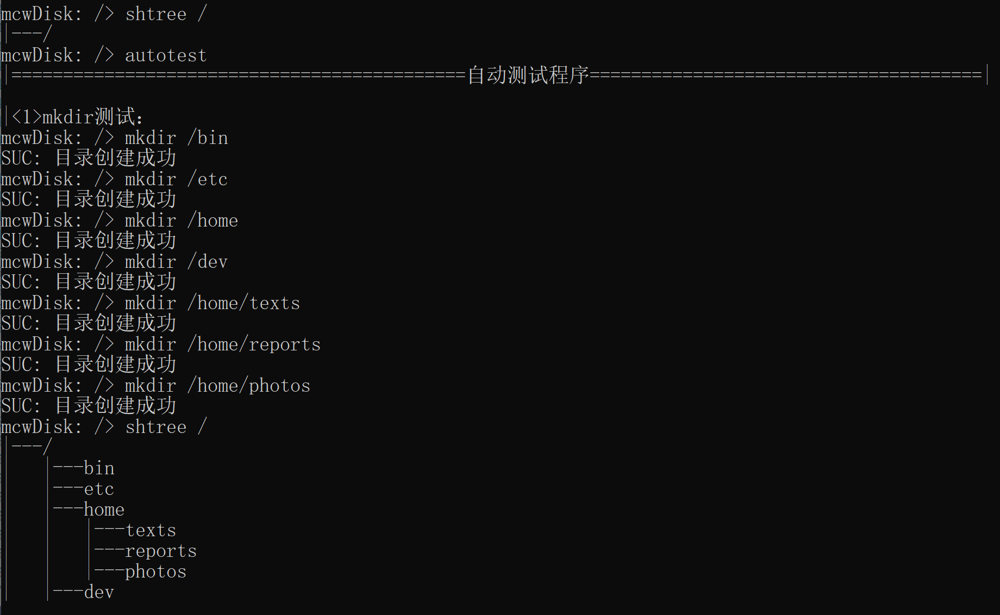 mcwDisk: /> shtree /
|---/
mcwDisk: /> autotest
|============================================自动测试程序======================================|
|<1>mkdir测试：
mcwDisk: /> mkdir /bin
SUC: 目录创建成功
mcwDisk: /> mkdir /etc
SUC: 目录创建成功
mcwDisk: /> mkdir /home
SUC: 目录创建成功
mcwDisk: /> mkdir /dev
SUC: 目录创建成功
mcwDisk: /> mkdir /home/texts
SUC: 目录创建成功
mcwDisk: /> mkdir /home/reports
SUC: 目录创建成功
mcwDisk: /> mkdir /home/photos
SUC: 目录创建成功
mcwDisk: /> shtree /
|---/
|   |---bin
|   |---etc
|   |---home
|   |   |---texts
|   |   |---reports
|   |   |---photos
|   |---dev